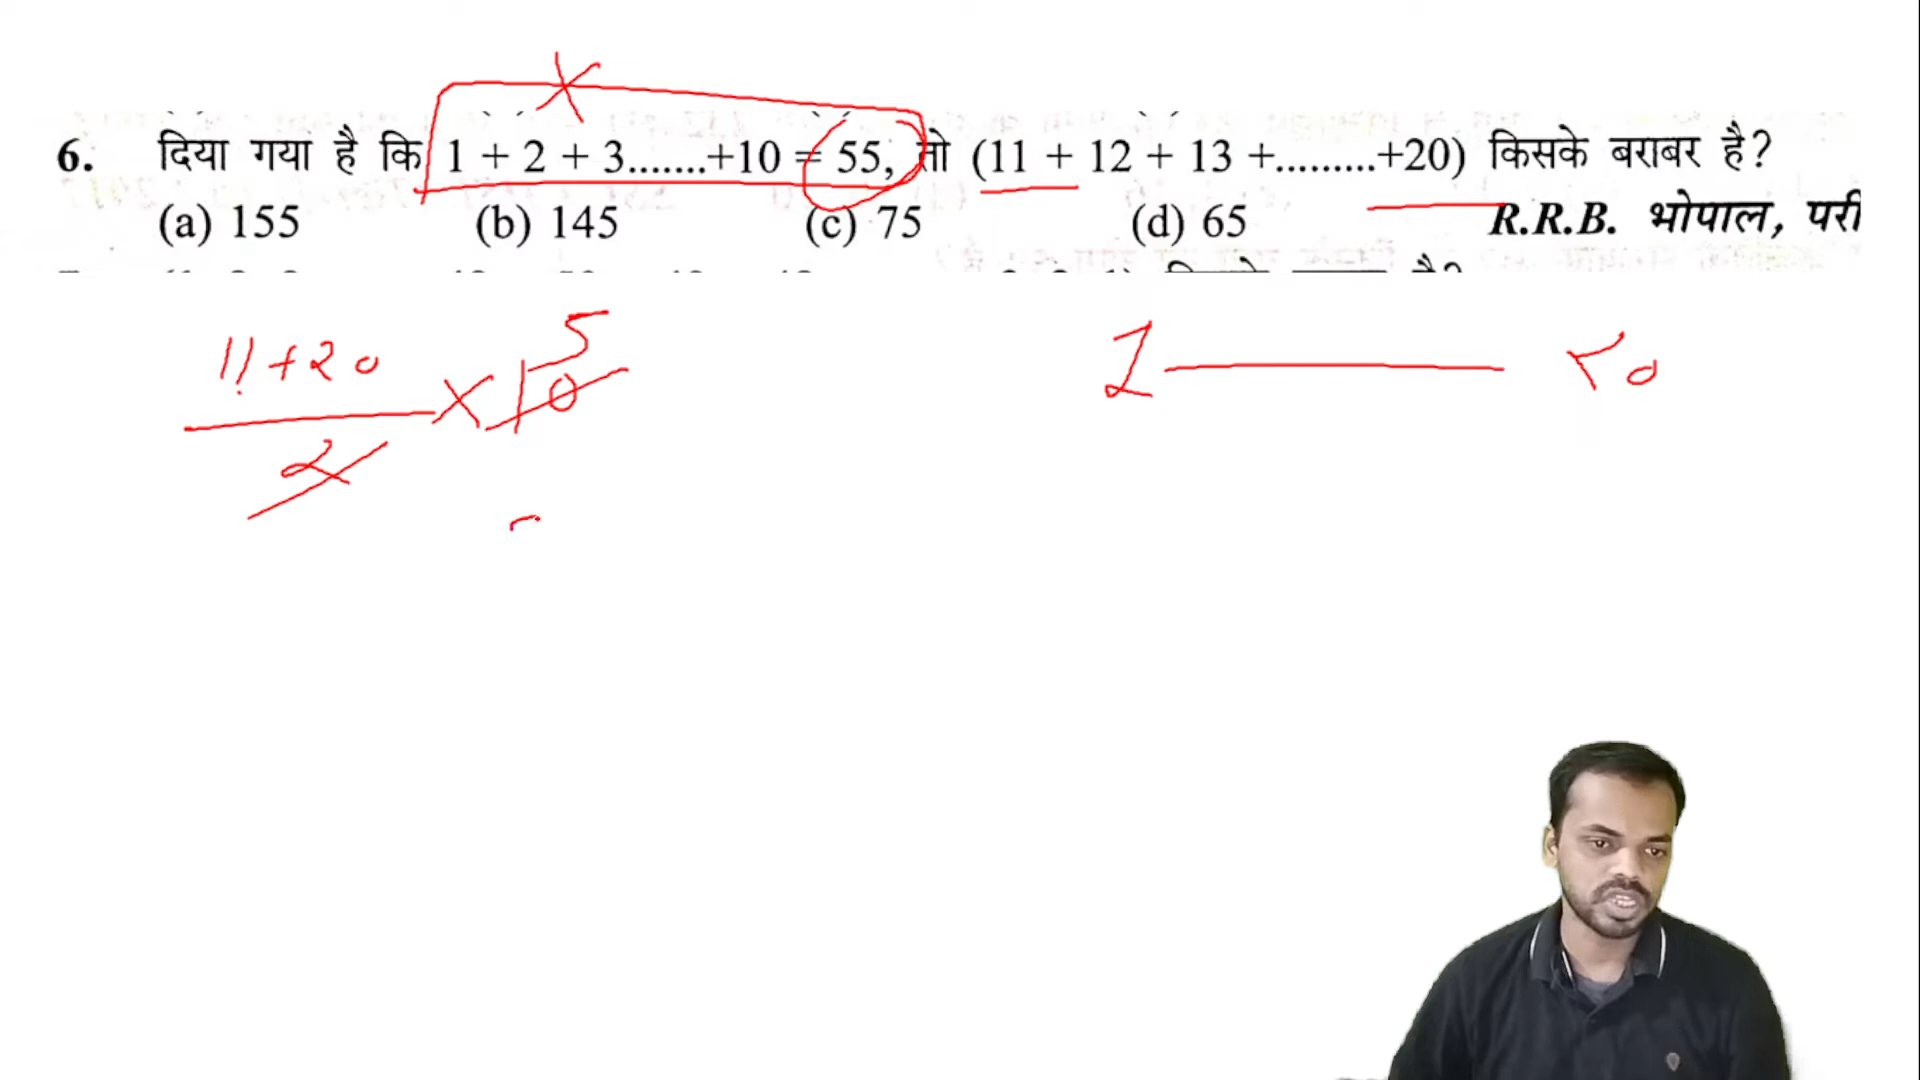 6. दिया गया है कि 1 + 2 + 3.......+10 = 55, तो (11 + 12 + 13 +.........+20) किसके बराबर है?
(a) 155 (b) 145 (c) 75 (d) 65 R.R.B. भोपाल, परी
11+20 × 10 5
2
1 20